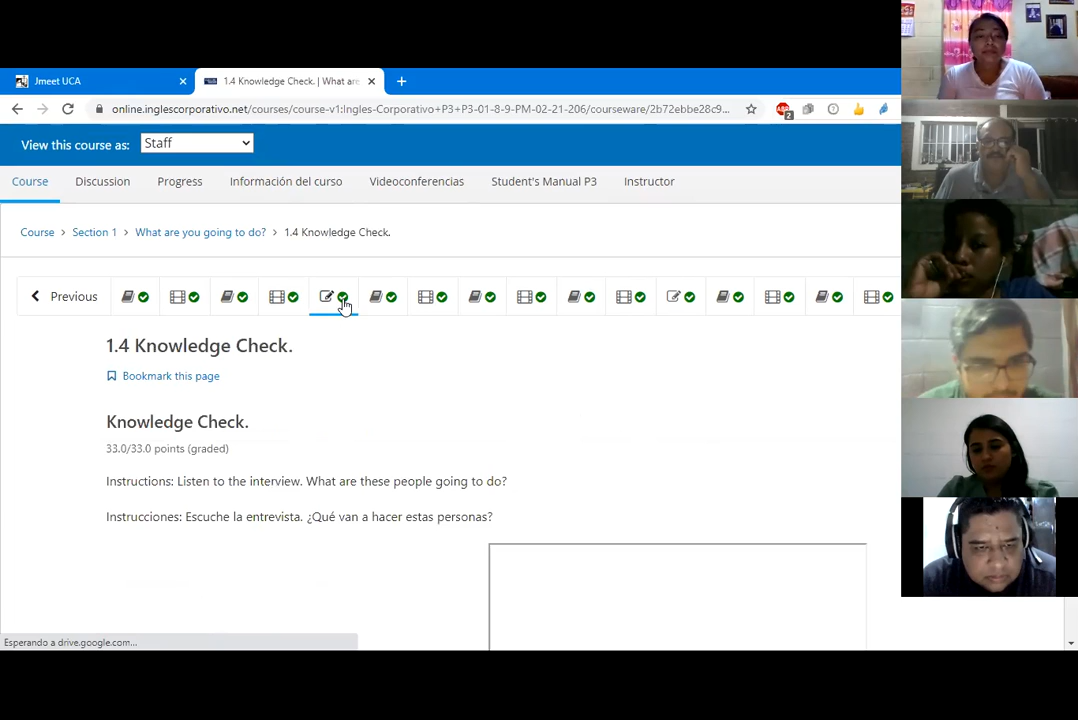 Jmeet UCA
1.4 Knowledge Check. | What are
online.inglescorporativo.net/courses/course-v1:Ingles-Corporativo+P3+P3-01-8-9-PM-02-21-206/courseware/2b72ebbe28c9...
View this course as: Staff
Course Discussion Progress Información del curso Videoconferencias Student's Manual P3 Instructor
Course > Section 1 > What are you going to do? > 1.4 Knowledge Check.
Previous
1.4 Knowledge Check.
Bookmark this page
Knowledge Check.
33.0/33.0 points (graded)
Instructions: Listen to the interview. What are these people going to do?
Instrucciones: Escuche la entrevista. ¿Qué van a hacer estas personas?
Esperando a drive.google.com...